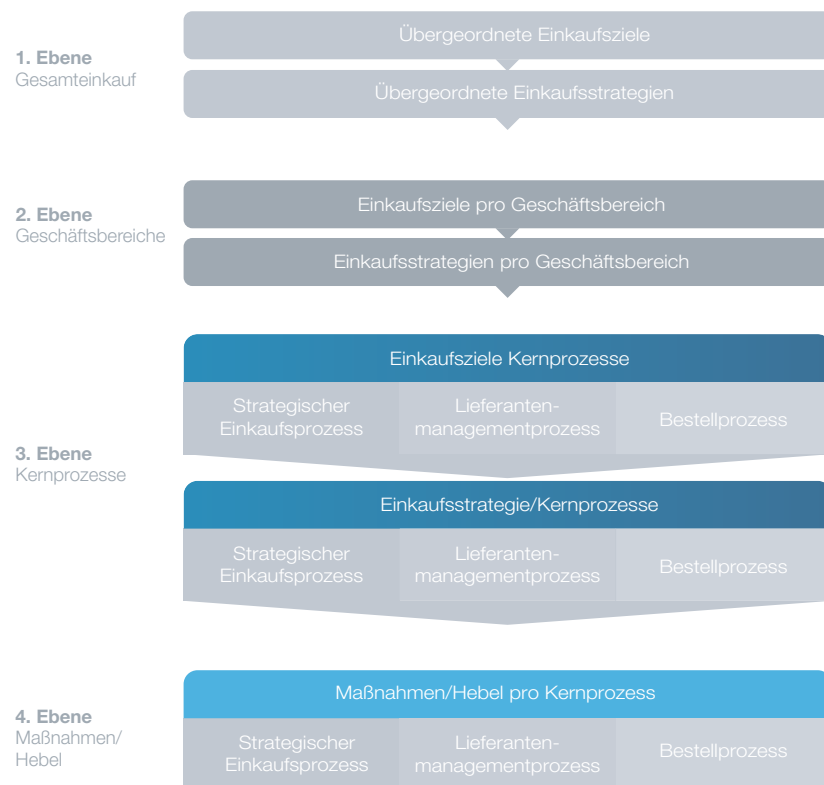 1. Ebene
Gesamteinkauf
Übergeordnete Einkaufsziele
Übergeordnete Einkaufsstrategien
2. Ebene
Geschäftsbereiche
Einkaufsziele pro Geschäftsbereich
Einkaufsstrategien pro Geschäftsbereich
3. Ebene
Kernprozesse
Einkaufsziele Kernprozesse
Strategischer
Einkaufsprozess
Lieferanten-
managementprozess
Bestellprozess
Einkaufsstrategie/Kernprozesse
Strategischer
Einkaufsprozess
Lieferanten-
managementprozess
Bestellprozess
4. Ebene
Maßnahmen/
Hebel
Maßnahmen/Hebel pro Kernprozess
Strategischer
Einkaufsprozess
Lieferanten-
managementprozess
Bestellprozess